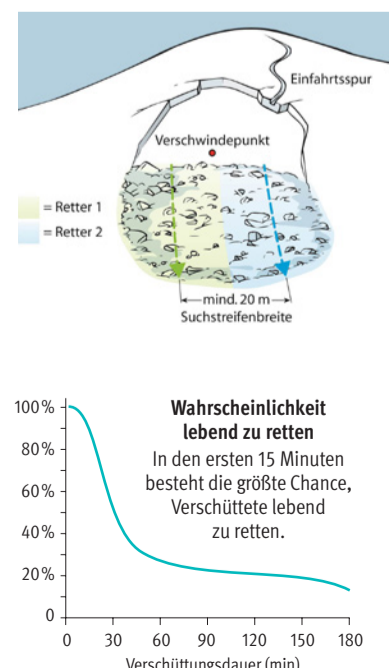 Einfahrtsspur
Verschwindepunkt
= Retter 1
= Retter 2
mind. 20 m
Suchstreifenbreite
Wahrscheinlichkeit
lebend zu retten
In den ersten 15 Minuten
besteht die größte Chance,
Verschüttete lebend
zu retten.
100%
80%
60%
40%
20%
0
0 30 60 90 120 150 180
Verschüttungsdauer (min)